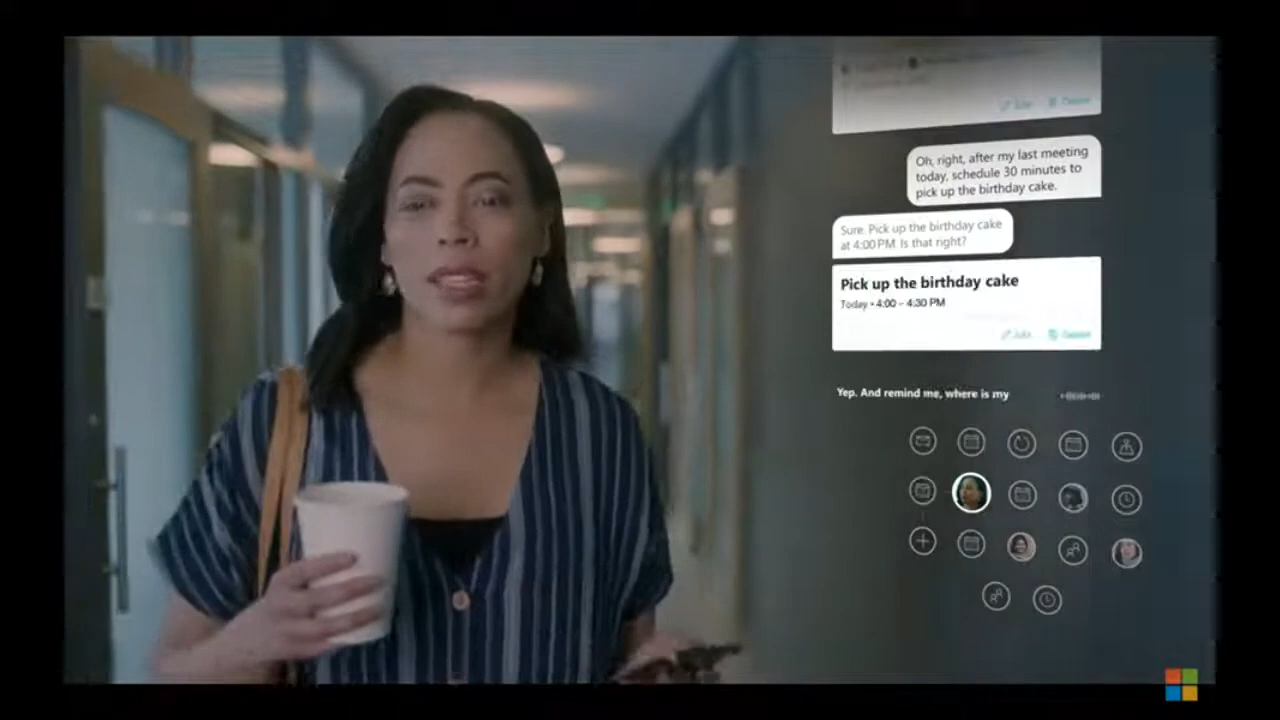 Oh, right, after my last meeting
today, schedule 30 minutes to
pick up the birthday cake.
Sure. Pick up the birthday cake
at 4:00 PM. Is that right?
Pick up the birthday cake
Today • 4:00 – 4:30 PM
Yep. And remind me, where is my